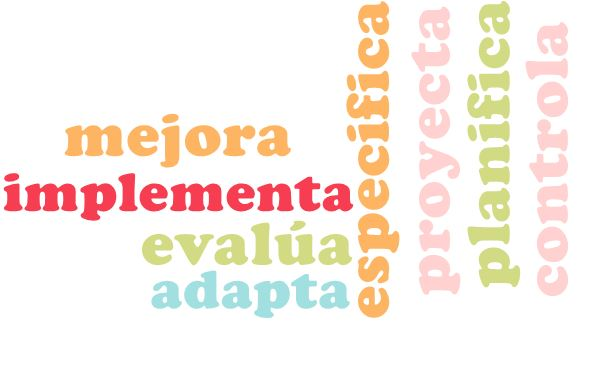 mejora
implementa
evalúa
adapta
especifica
proyecta
planifica
controla